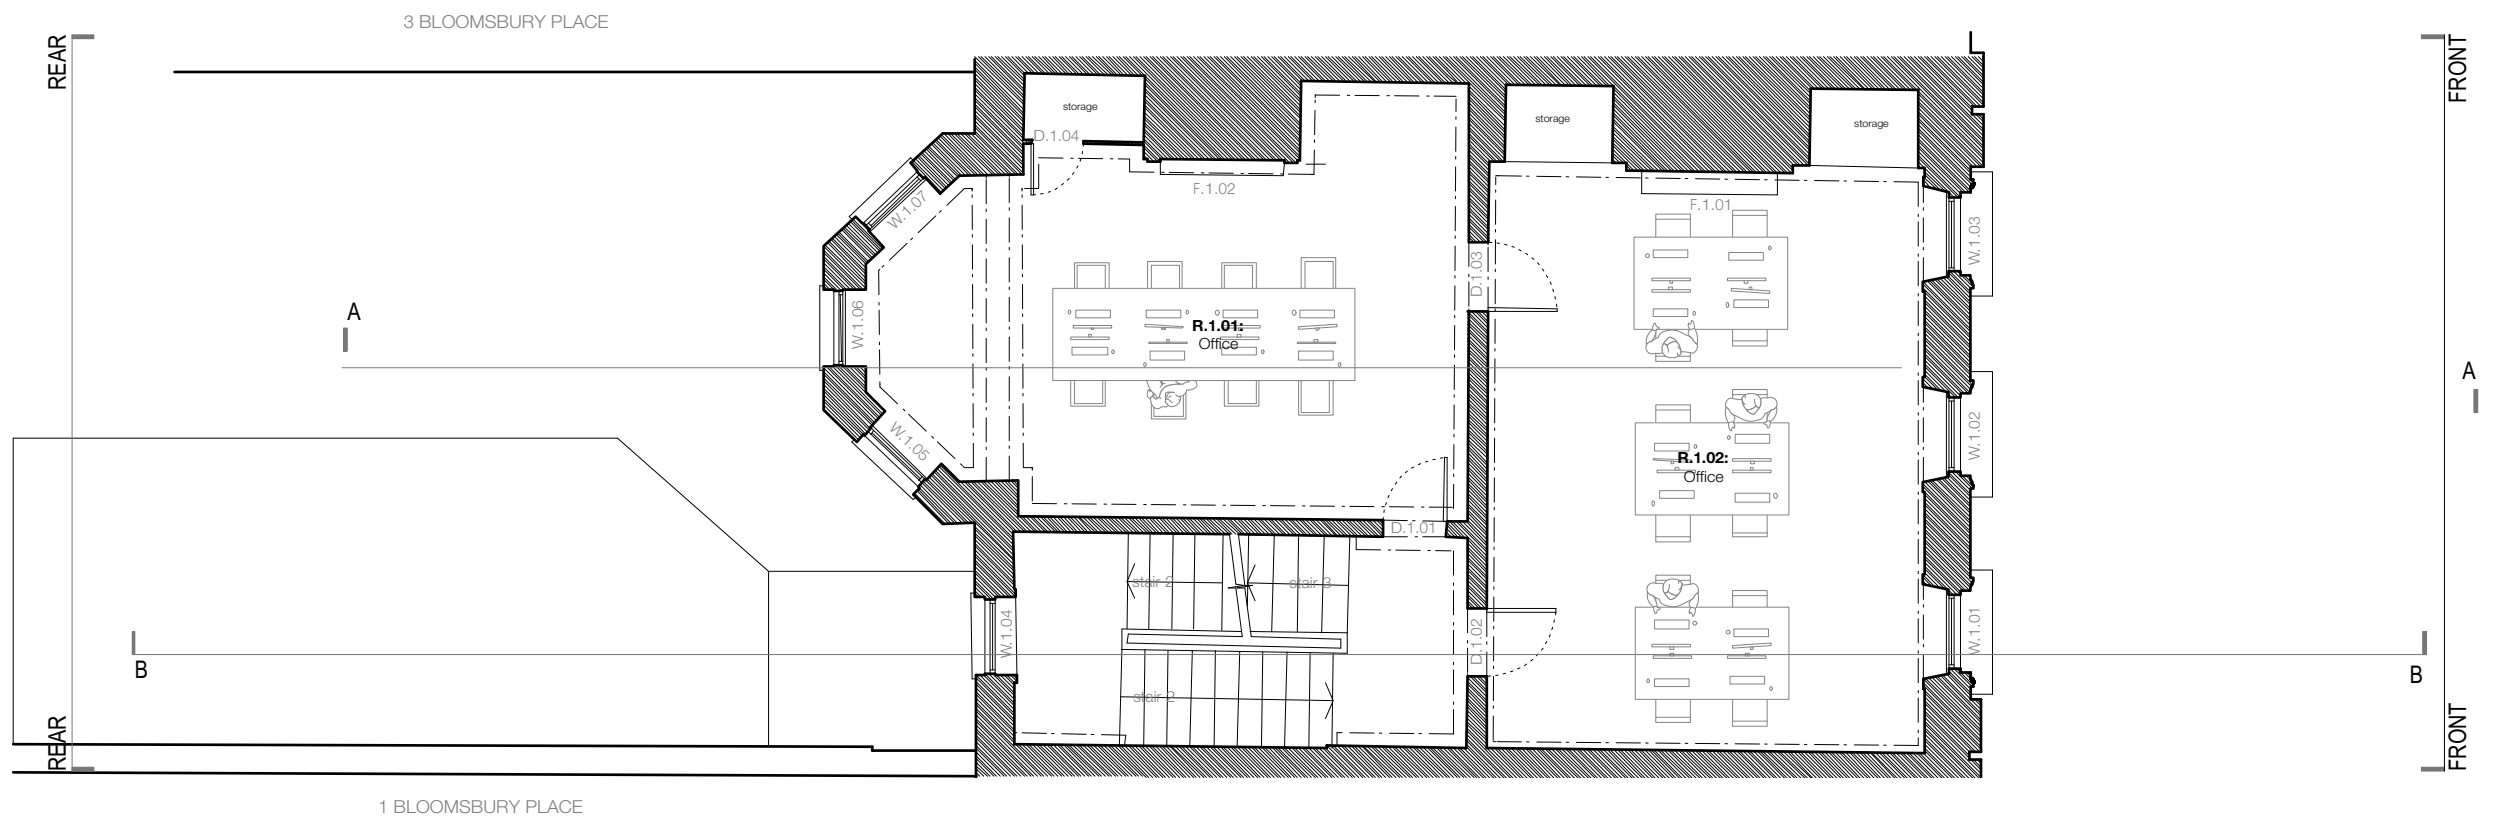 3 BLOOMSBURY PLACE
REAR
FRONT
storage
storage
storage
D.1.04
F.1.02
F.1.01
W.1.07
W.1.03
D.1.03
A
W.1.06
R.1.01:
Office
A
W.1.05
W.1.02
R.1.02:
Office
D.1.01
stair 2
stair 3
W.1.04
D.1.02
W.1.01
B
B
stair 2
REAR
FRONT
1 BLOOMSBURY PLACE